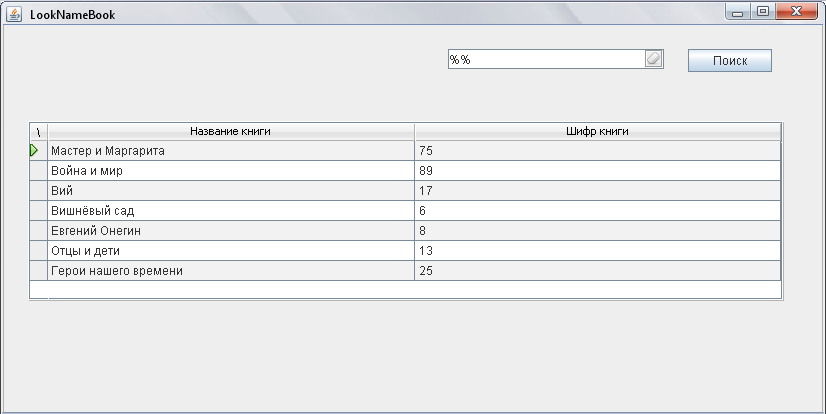 LookNameBook
%%
Поиск
\ Название книги Шифр книги
Мастер и Маргарита 75
Война и мир 89
Вий 17
Вишнёвый сад 6
Евгений Онегин 8
Отцы и дети 13
Герои нашего времени 25